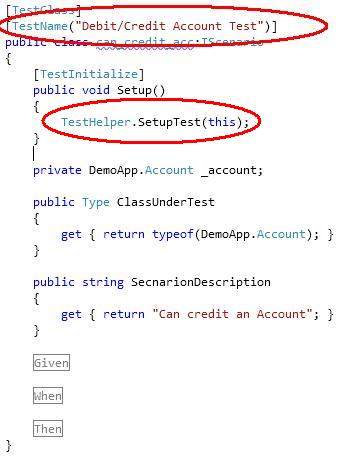 [TestClass]
[TestName("Debit/Credit Account Test")]
public class can_credit_acc:IScenario
{
[TestInitialize]
public void Setup()
{
TestHelper.SetupTest(this);
}
private DemoApp.Account _account;
public Type ClassUnderTest
{
get { return typeof(DemoApp.Account); }
}
public string SecnarionDescription
{
get { return "Can credit an Account"; }
}
Given
When
Then
}